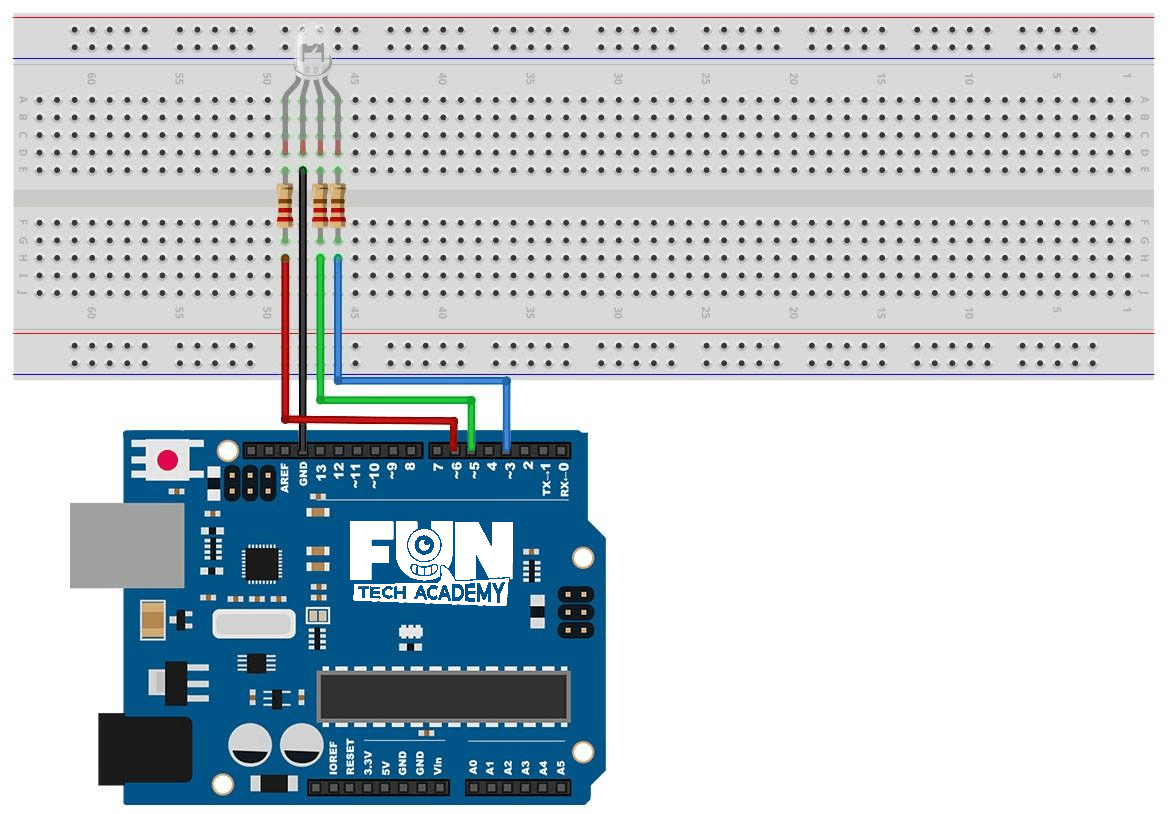 60 55 50 45 40 35 30 25 20 15 10 5 1
A A
B B
C C
D D
E E
F F
G G
H H
I I
J J
60 55 50 45 40 35 30 25 20 15 10 5 1
AREF GND 13 12 ~11 ~10 ~9 8 7 ~6 ~5 4 ~3 2 TX→1 RX←0
FUN
TECH ACADEMY
IOREF RESET 3.3V 5V GND GND Vin A0 A1 A2 A3 A4 A5